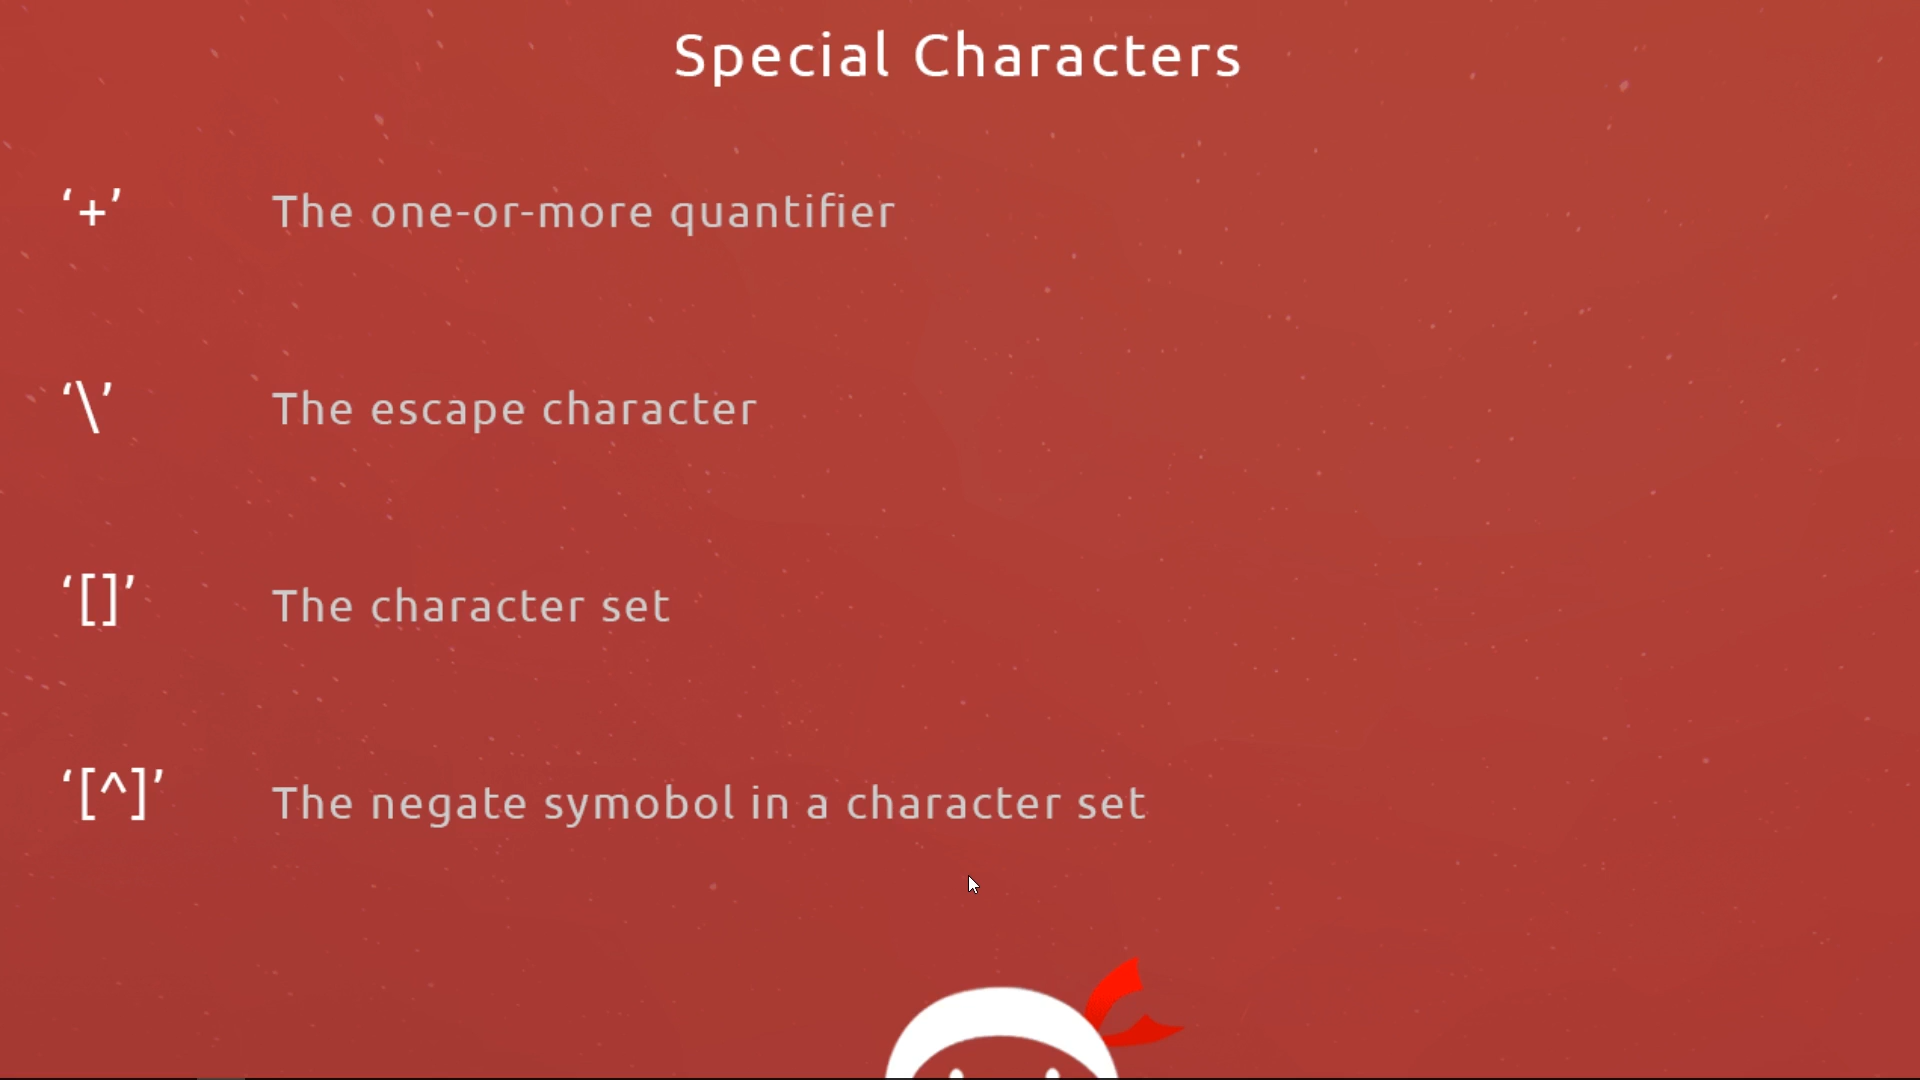 Special Characters
‘+’ The one-or-more quantifier
‘\’ The escape character
‘[]’ The character set
‘[^]’ The negate symobol in a character set